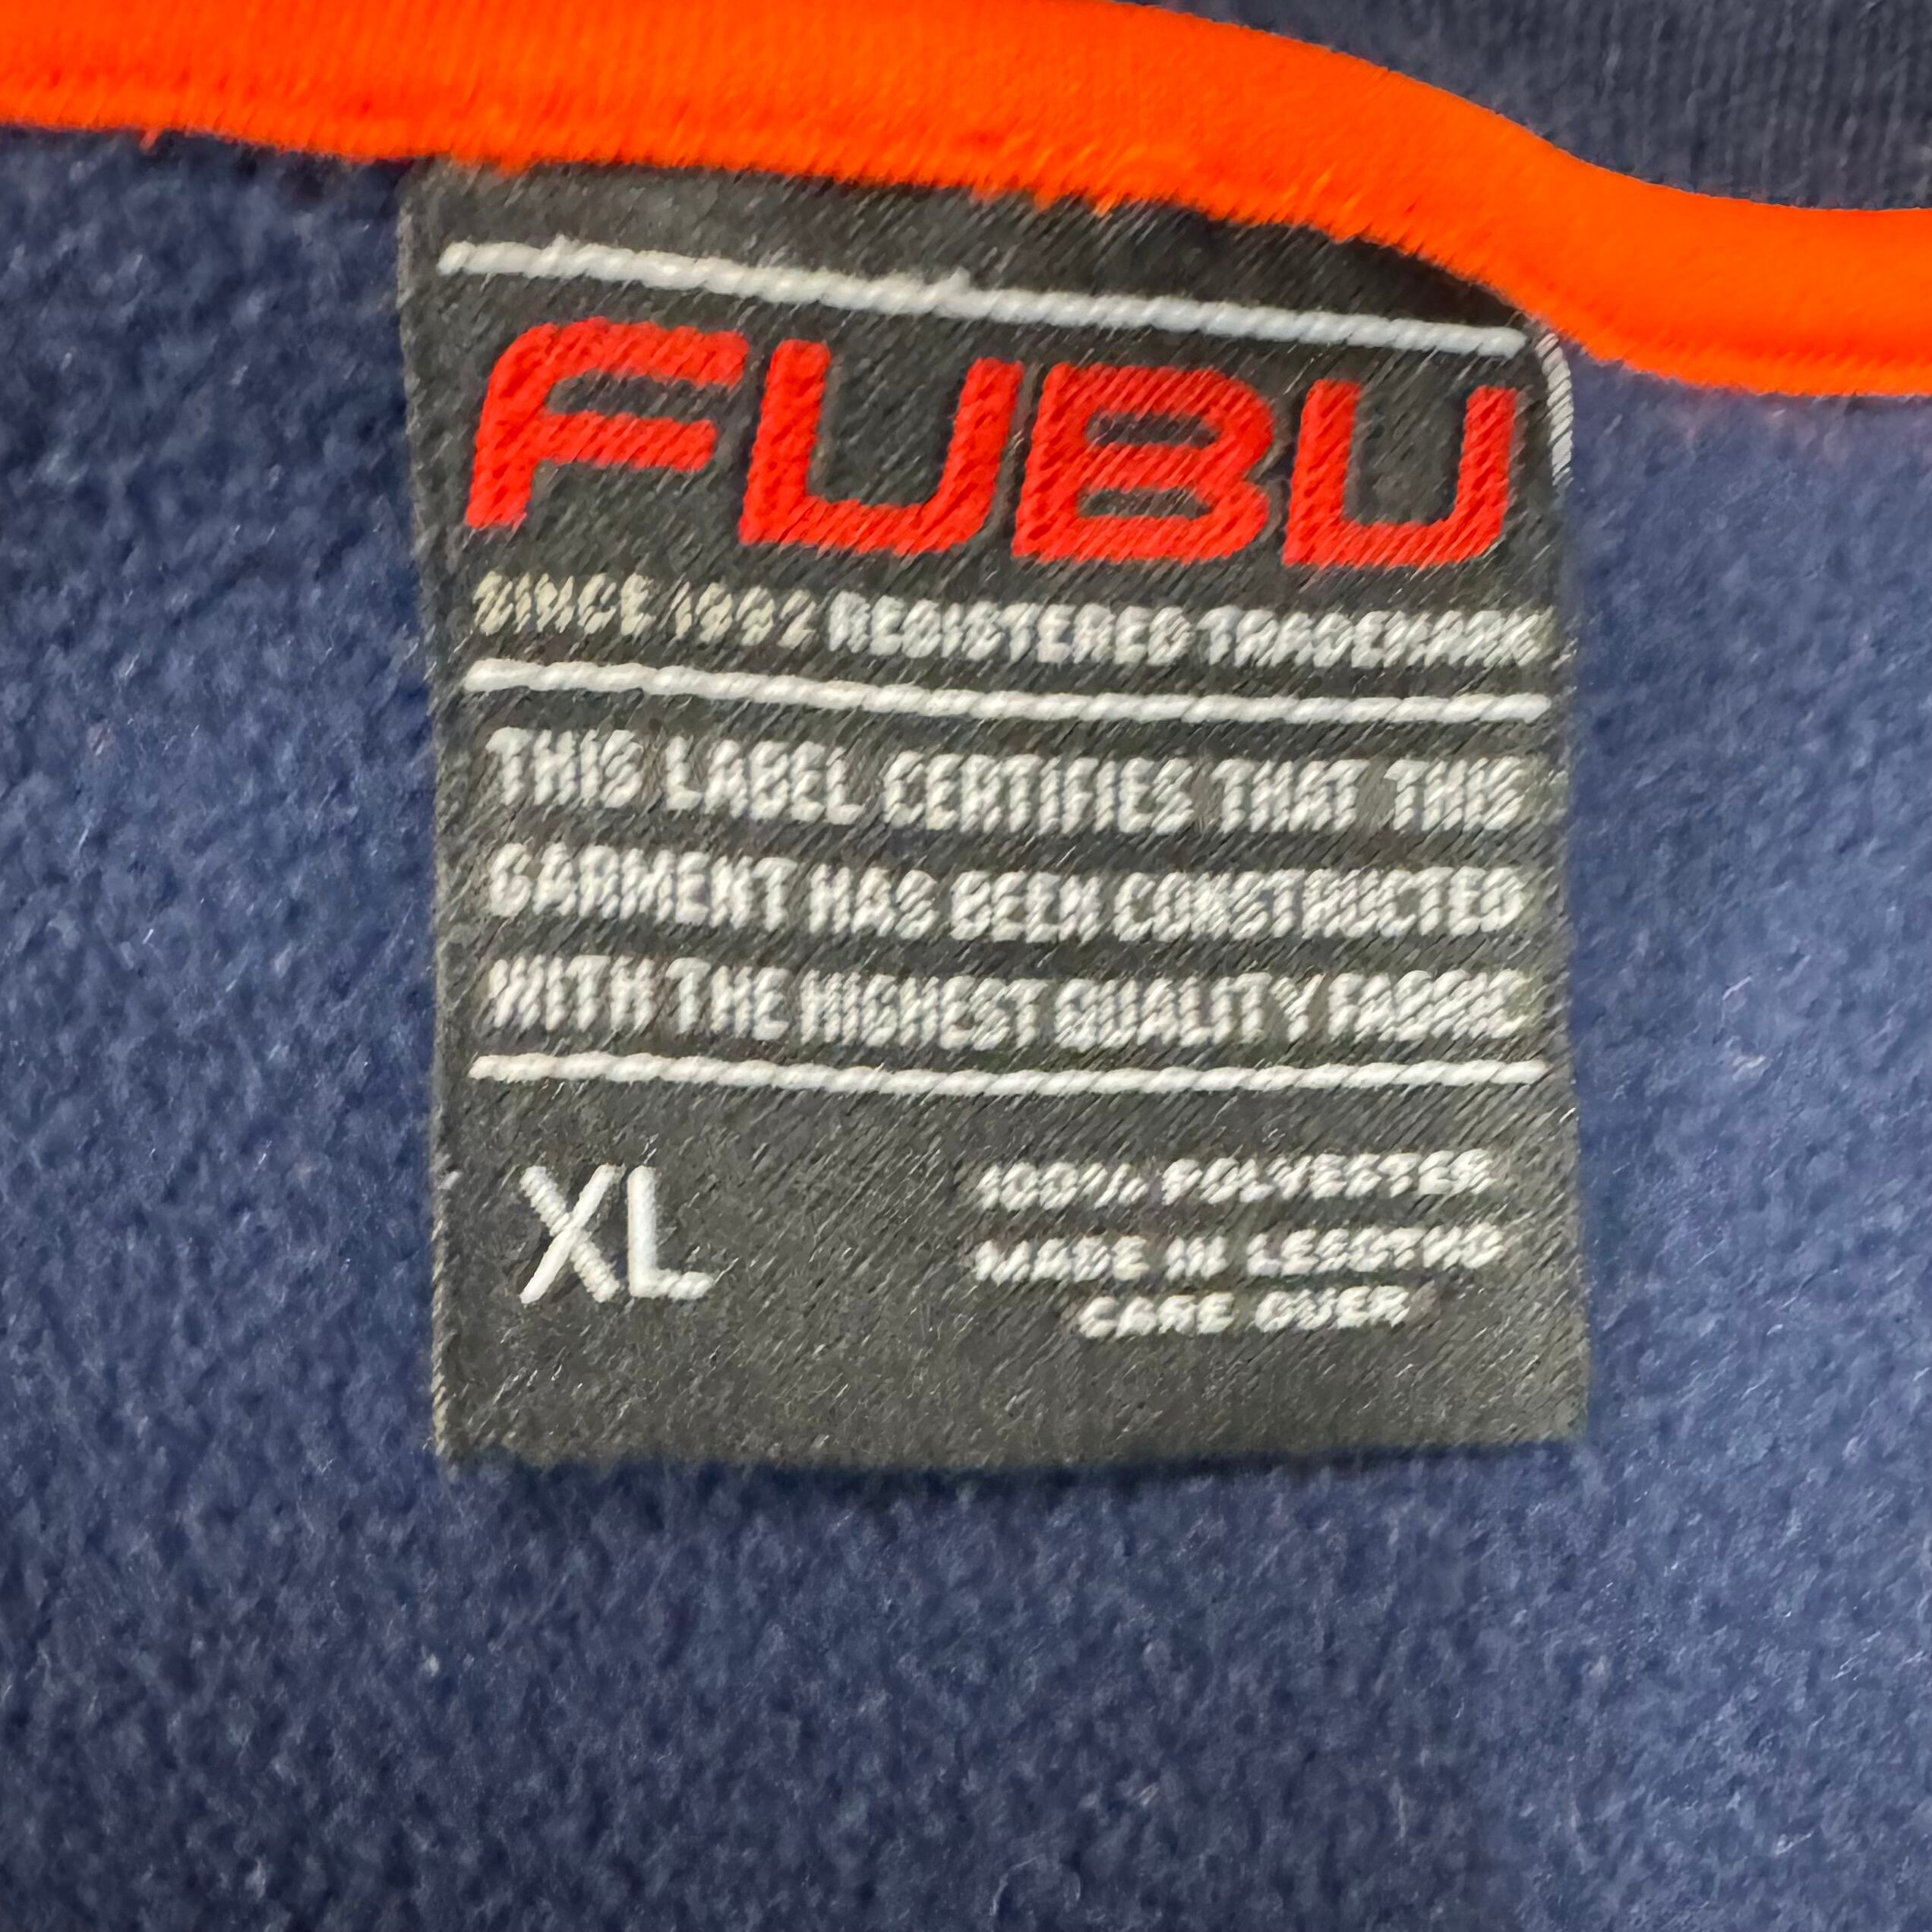 FUBU
SINCE 1992 REGISTERED TRADEMARK
THIS LABEL CERTIFIES THAT THIS
GARMENT HAS BEEN CONSTRUCTED
WITH THE HIGHEST QUALITY FABRIC
XL
100% POLYESTER
MADE IN LESOTHO
CARE OVER